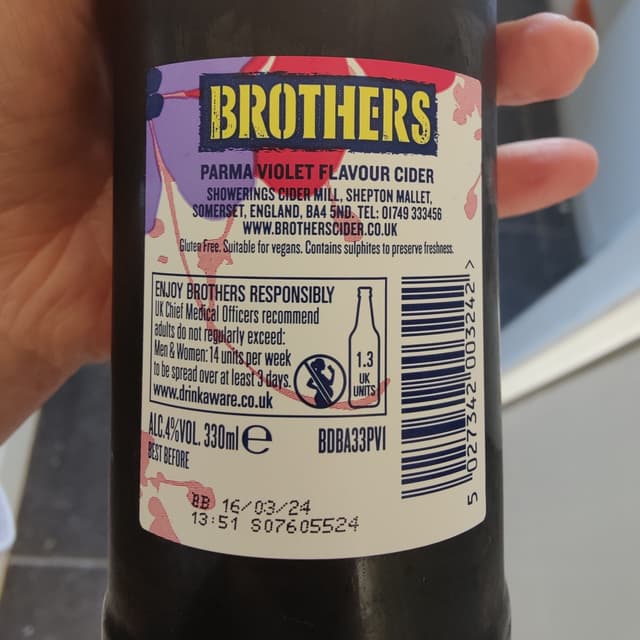 BROTHERS
PARMA VIOLET FLAVOUR CIDER
SHOWERINGS CIDER MILL, SHEPTON MALLET,
SOMERSET, ENGLAND, BA4 5ND. TEL: 01749 333456
WWW.BROTHERSCIDER.CO.UK
Gluten Free. Suitable for vegans. Contains sulphites to preserve freshness.
ENJOY BROTHERS RESPONSIBLY
UK Chief Medical Officers recommend
adults do not regularly exceed:
Men & Women: 14 units per week
to be spread over at least 3 days.
www.drinkaware.co.uk
1.3
UK
UNITS
ALC.4%VOL. 330ml e
BDBA33PVI
BEST BEFORE
BB 16/03/24
13:51 S07605524
5 027342 003242 >